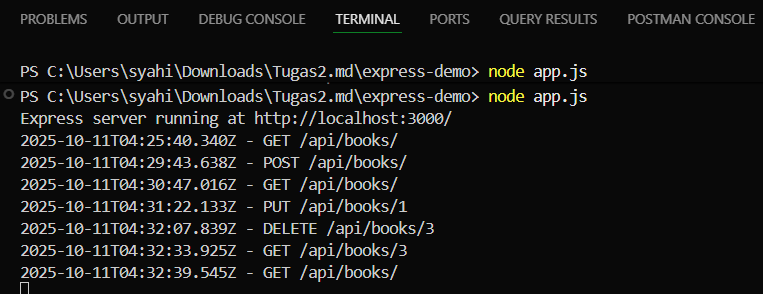 PROBLEMS OUTPUT DEBUG CONSOLE TERMINAL PORTS QUERY RESULTS POSTMAN CONSOLE
PS C:\Users\syahi\Downloads\Tugas2.md\express-demo> node app.js
PS C:\Users\syahi\Downloads\Tugas2.md\express-demo> node app.js
Express server running at http://localhost:3000/
2025-10-11T04:25:40.340Z - GET /api/books/
2025-10-11T04:29:43.638Z - POST /api/books/
2025-10-11T04:30:47.016Z - GET /api/books/
2025-10-11T04:31:22.133Z - PUT /api/books/1
2025-10-11T04:32:07.839Z - DELETE /api/books/3
2025-10-11T04:32:33.925Z - GET /api/books/3
2025-10-11T04:32:39.545Z - GET /api/books/